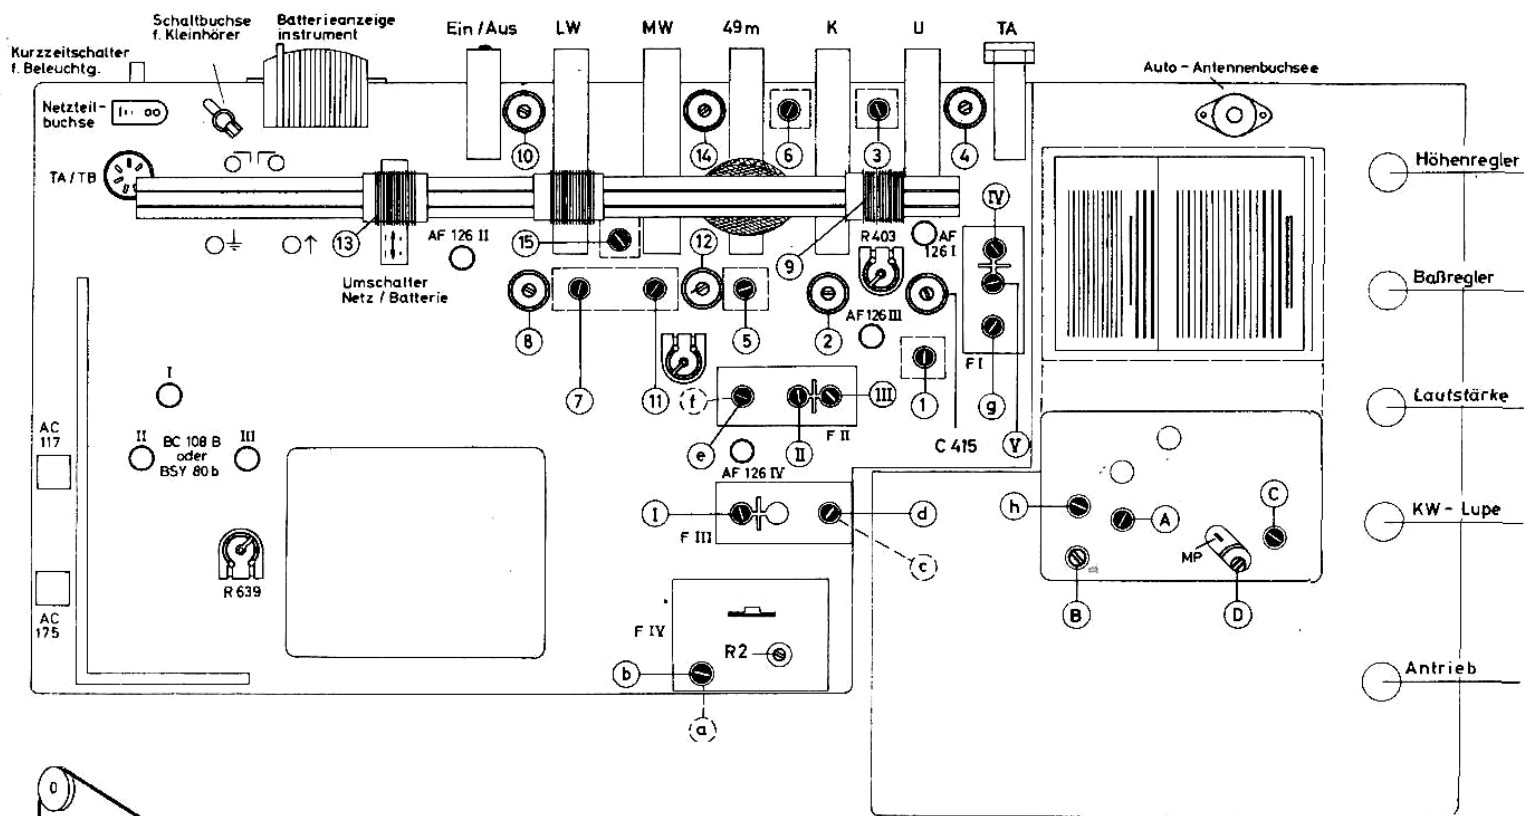 Schaltbuchse
f. Kleinhörer
Batterieanzeige
instrument
Ein/Aus
LW
MW
49m
K
U
TA
Kurzzeitschalter
f. Beleuchtg.
Auto-Antennenbuchsee
Netzteil-
buchse
10
14
6
3
4
Höhenregler
TA/TB
IV
13
AF 126 II
15
12
9
R 403
AF
126 I
Umschalter
Netz / Batterie
Baßregler
8
5
2
AF 126 III
F I
I
7
11
f
III
1
g
Lautstärke
AC
117
II
BC 108 B
oder
BSY 80 b
III
e
II
F II
C 415
V
AF 126 IV
h
A
C
I
d
KW - Lupe
F III
c
MP
R 639
B
D
AC
175
F IV
R2
b
Antrieb
a
0